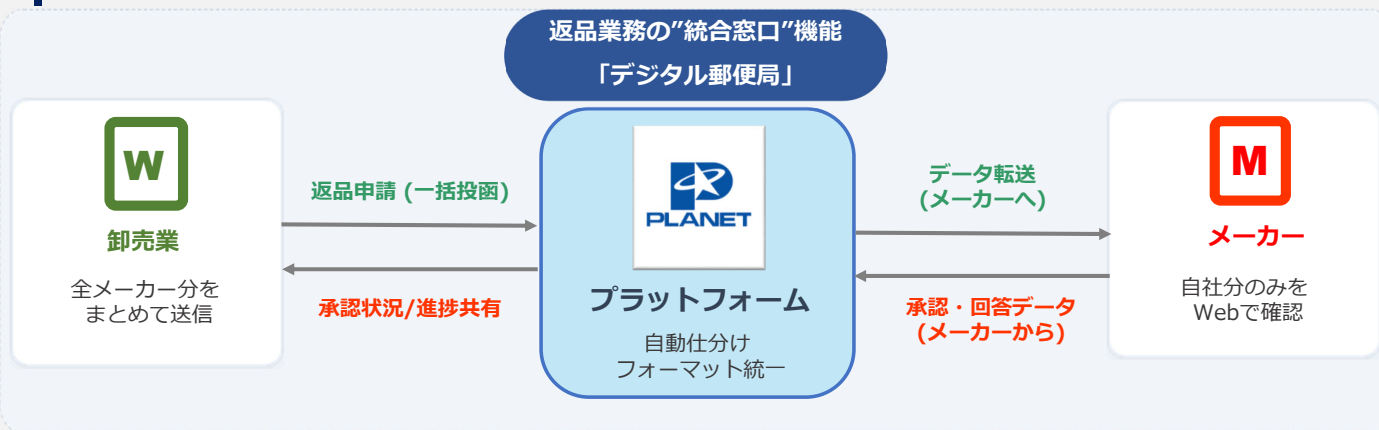 返品業務の”統合窓口”機能
「デジタル郵便局」
W
卸売業
全メーカー分を
まとめて送信
返品申請 (一括投函)
承認状況/進捗共有
PLANET
プラットフォーム
自動仕分け
フォーマット統一
データ転送
(メーカーへ)
承認・回答データ
(メーカーから)
M
メーカー
自社分のみを
Webで確認